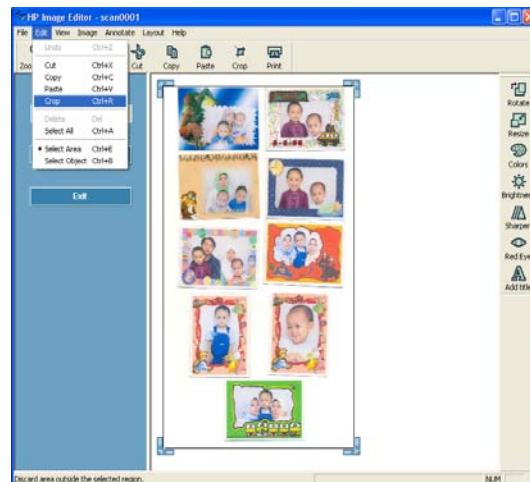 HP Image Editor - scan0001
File Edit View Image Annotate Layout Help
Undo Ctrl+Z
Cut Ctrl+X
Copy Ctrl+C
Paste Ctrl+V
Crop Ctrl+R
Delete Del
Select All Ctrl+A
Select Area Ctrl+E
Select Object Ctrl+B
Zoo
Cut
Copy
Paste
Crop
Print
Exit
Rotate
Resize
Colors
Brightnes
Sharpen
Red Eye
Add title
Discard area outside the selected region.
NUM